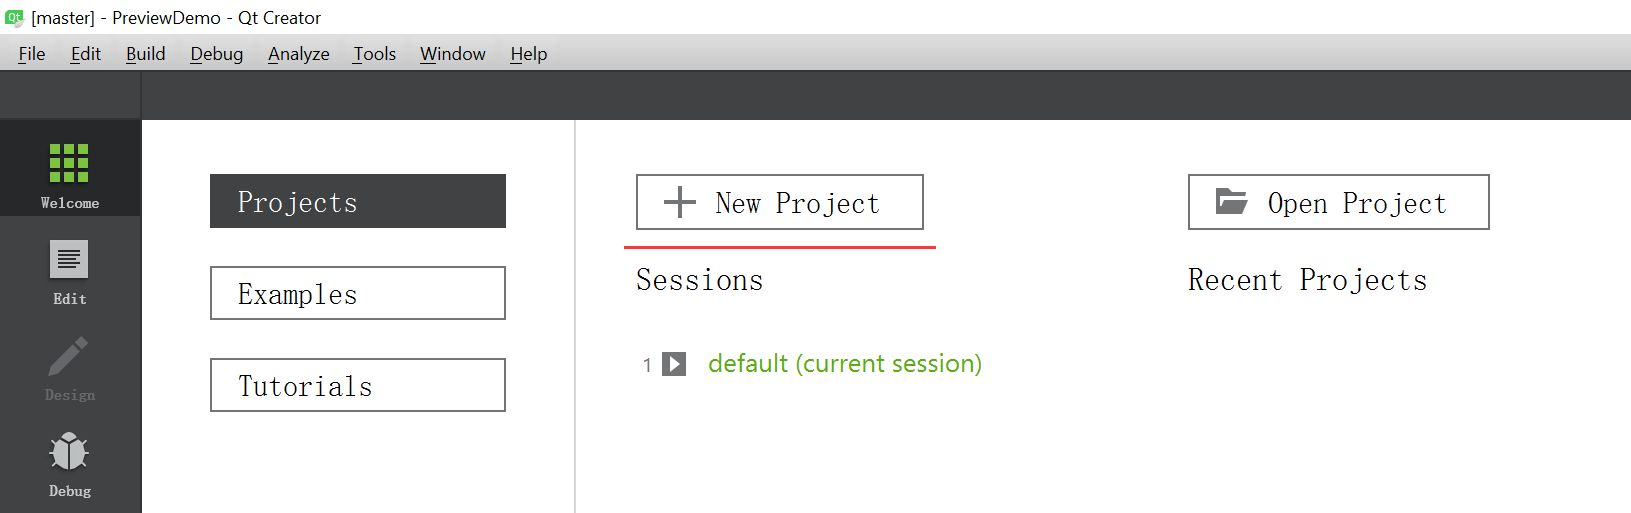 [master] - PreviewDemo - Qt Creator
File Edit Build Debug Analyze Tools Window Help
Welcome
Edit
Design
Debug
Projects
Examples
Tutorials
New Project
Sessions
1 default (current session)
Open Project
Recent Projects